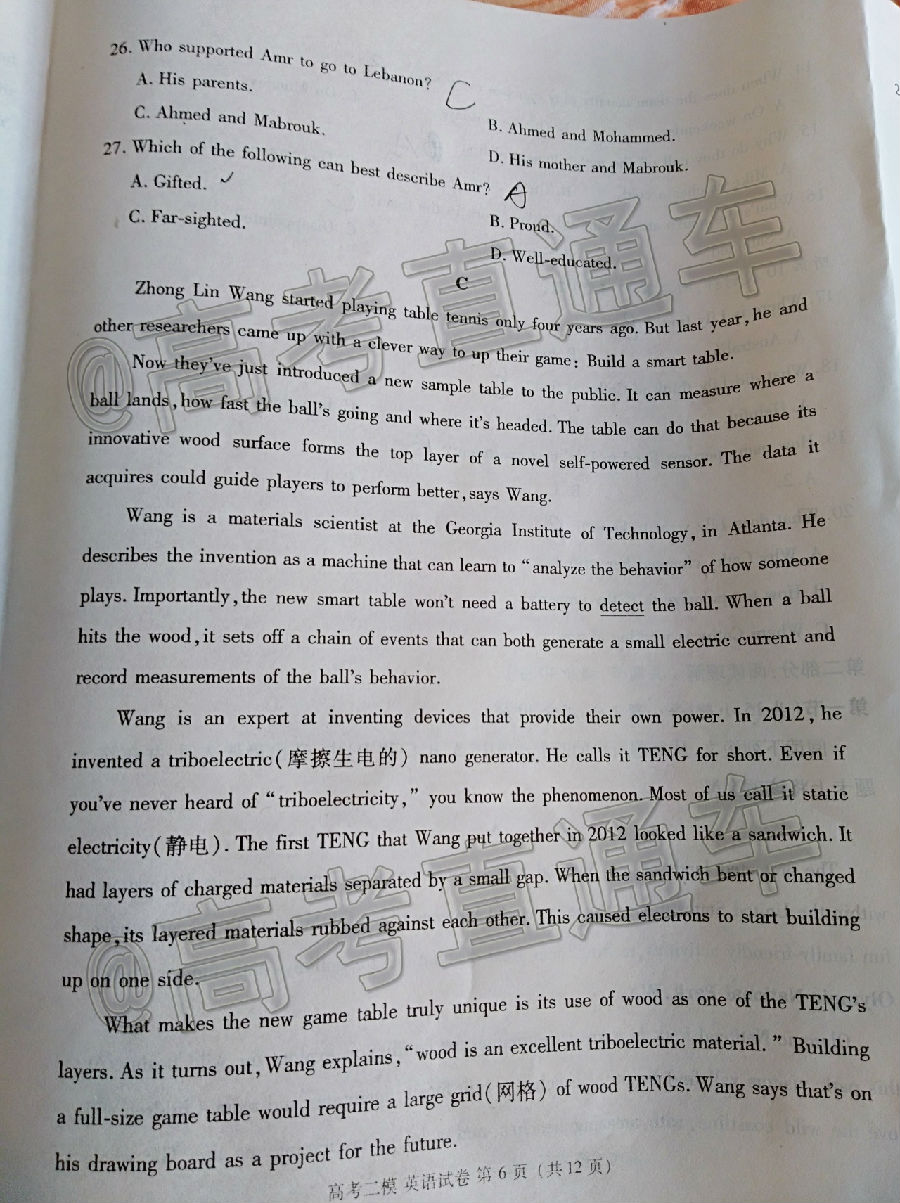 26. Who supported Amr to go to Lebanon? C
A. His parents.
B. Ahmed and Mohammed.
C. Ahmed and Mabrouk.
D. His mother and Mabrouk.
27. Which of the following can best describe Amr? A
A. Gifted. ✓
B. Proud.
C. Far-sighted.
D. Well-educated.
C
Zhong Lin Wang started playing table tennis only four years ago. But last year, he and
other researchers came up with a clever way to up their game: Build a smart table.
Now they've just introduced a new sample table to the public. It can measure where a
ball lands, how fast the ball's going and where it's headed. The table can do that because its
innovative wood surface forms the top layer of a novel self-powered sensor. The data it
acquires could guide players to perform better, says Wang.
Wang is a materials scientist at the Georgia Institute of Technology, in Atlanta. He
describes the invention as a machine that can learn to "analyze the behavior" of how someone
plays. Importantly, the new smart table won't need a battery to detect the ball. When a ball
hits the wood, it sets off a chain of events that can both generate a small electric current and
record measurements of the ball's behavior.
Wang is an expert at inventing devices that provide their own power. In 2012, he
invented a triboelectric(摩擦生电的) nano generator. He calls it TENG for short. Even if
you've never heard of "triboelectricity," you know the phenomenon. Most of us call it static
electricity(静电). The first TENG that Wang put together in 2012 looked like a sandwich. It
had layers of charged materials separated by a small gap. When the sandwich bent or changed
shape, its layered materials rubbed against each other. This caused electrons to start building
up on one side.
What makes the new game table truly unique is its use of wood as one of the TENG's
layers. As it turns out, Wang explains, "wood is an excellent triboelectric material." Building
a full-size game table would require a large grid(网格) of wood TENGs. Wang says that's on
his drawing board as a project for the future.
高考二模 英语试卷 第6页(共12页)
@高考直通车
@高考直通车